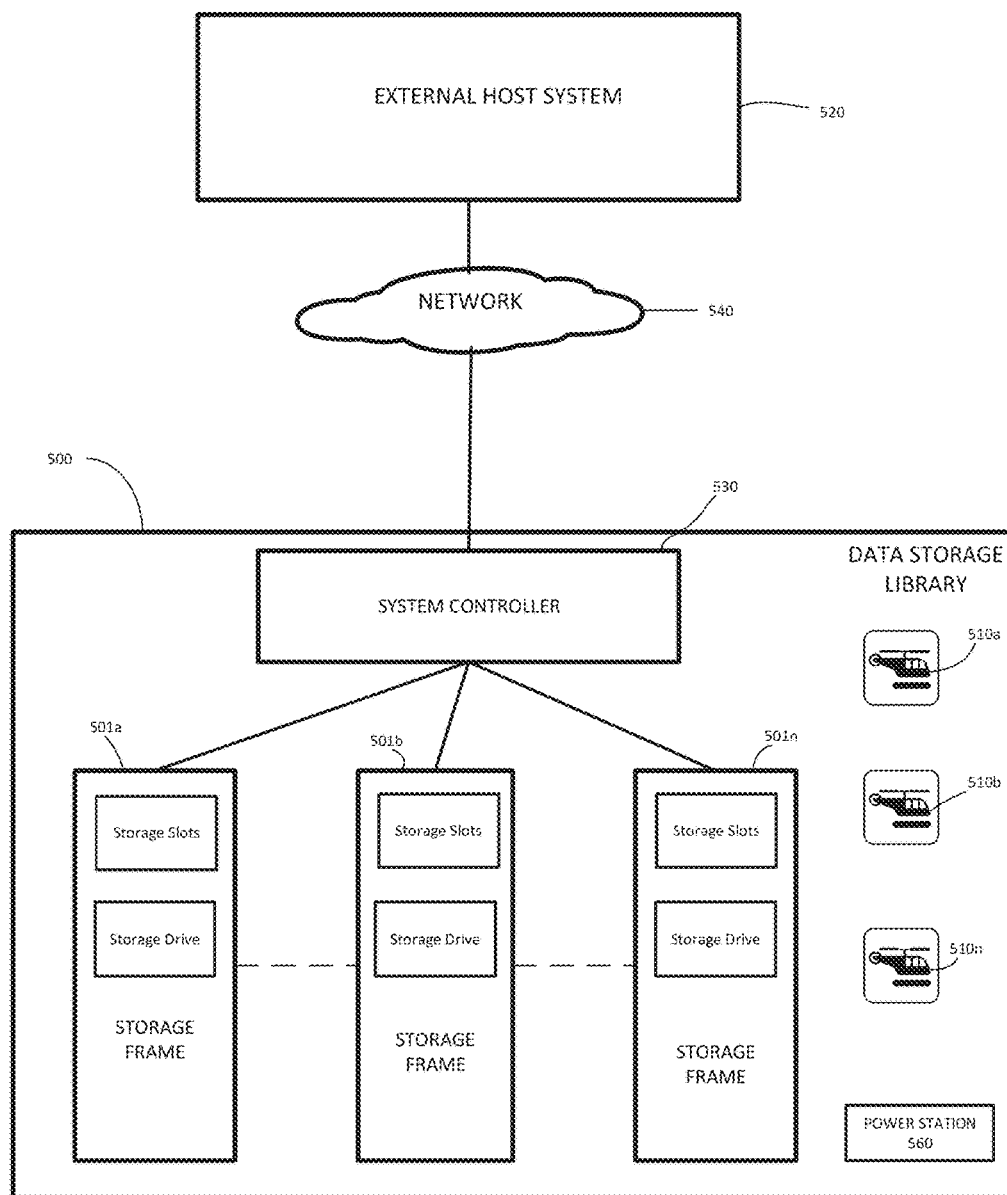 EXTERNAL HOST SYSTEM
520
NETWORK
540
500
530
SYSTEM CONTROLLER
DATA STORAGE
LIBRARY
510a
501a
501b
501n
510b
Storage Slots
Storage Slots
Storage Slots
Storage Drive
Storage Drive
Storage Drive
510n
STORAGE
FRAME
STORAGE
FRAME
STORAGE
FRAME
POWER STATION
560